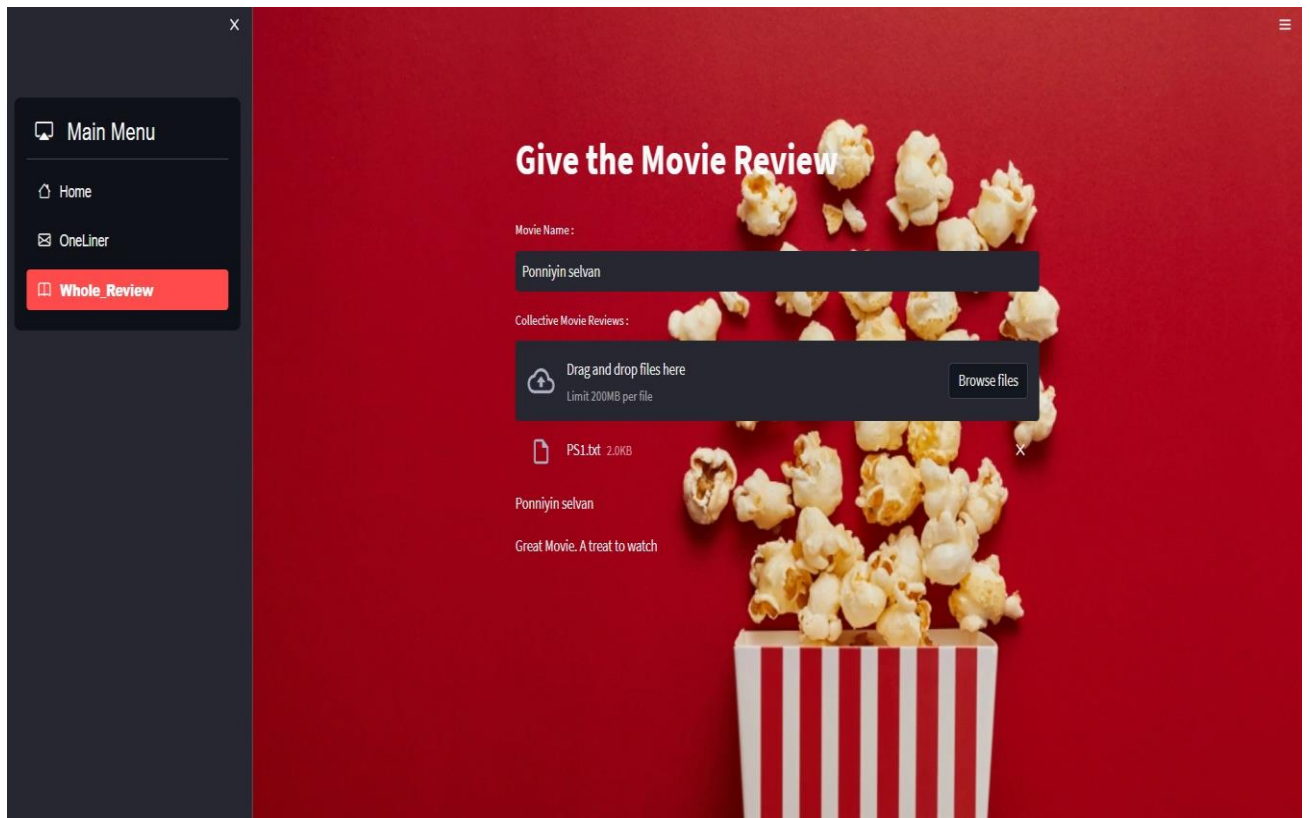 X
Main Menu
Home
OneLiner
Whole_Review
Give the Movie Review
Movie Name :
Ponniyin selvan
Collective Movie Reviews :
Drag and drop files here
Limit 200MB per file
Browse files
PS1.txt 2.0KB X
Ponniyin selvan
Great Movie. A treat to watch